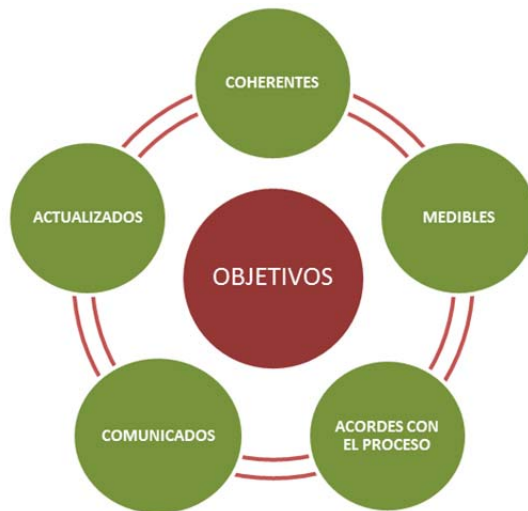 COHERENTES
MEDIBLES
ACORDES CON
EL PROCESO
COMUNICADOS
ACTUALIZADOS
OBJETIVOS